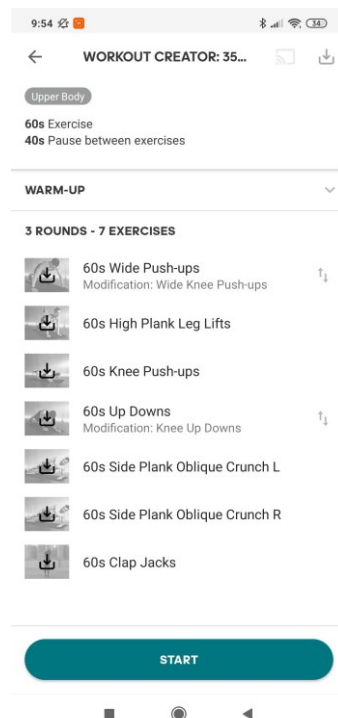 9:54
34
WORKOUT CREATOR: 35...
Upper Body
60s Exercise
40s Pause between exercises
WARM-UP
3 ROUNDS - 7 EXERCISES
60s Wide Push-ups
Modification: Wide Knee Push-ups
60s High Plank Leg Lifts
60s Knee Push-ups
60s Up Downs
Modification: Knee Up Downs
60s Side Plank Oblique Crunch L
60s Side Plank Oblique Crunch R
60s Clap Jacks
START